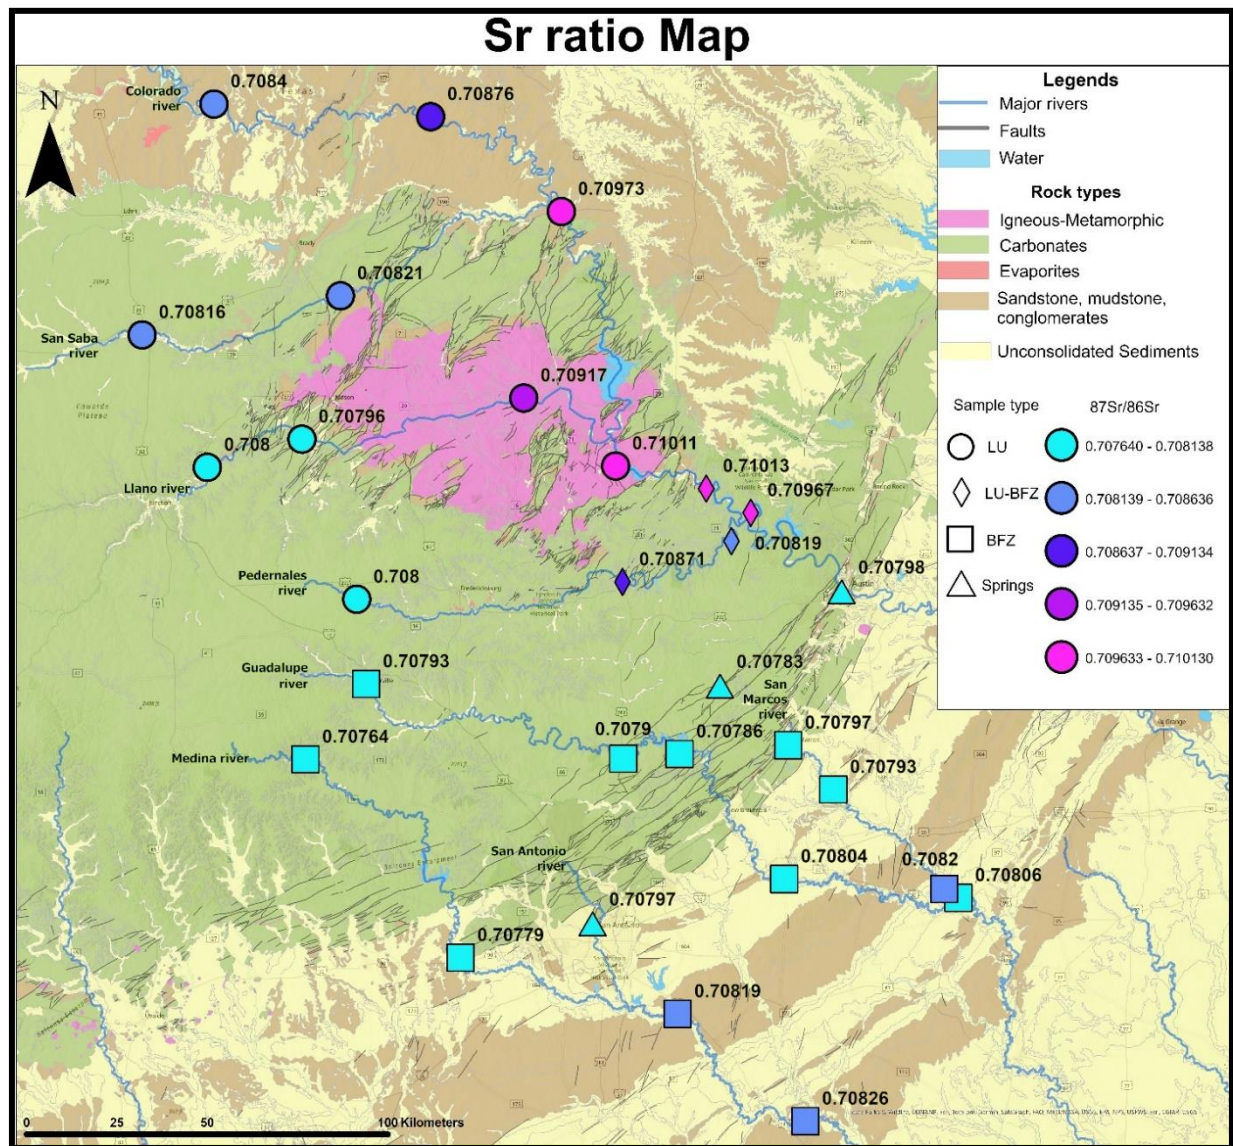 Sr ratio Map
N
Colorado
river
0.7084
0.70876
0.70973
0.70821
0.70816
San Saba
river
0.70917
0.70796
0.708
Llano river
0.71011
0.71013
0.70967
0.70819
0.70871
Pedernales
river
0.708
0.70798
Austin
Guadalupe
river
0.70793
0.70783
San
Marcos
river
0.70797
0.7079
0.70786
0.70793
Medina river
0.70764
San Antonio
river
0.70804
0.7082
0.70806
0.70797
0.70779
0.70819
0.70826
0 25 50 100 Kilometers
Legends
Major rivers
Faults
Water
Rock types
Igneous-Metamorphic
Carbonates
Evaporites
Sandstone, mudstone,
conglomerates
Unconsolidated Sediments
Sample type 87Sr/86Sr
LU 0.707640 - 0.708138
LU-BFZ 0.708139 - 0.708636
BFZ 0.708637 - 0.709134
Springs 0.709135 - 0.709632
0.709633 - 0.710130